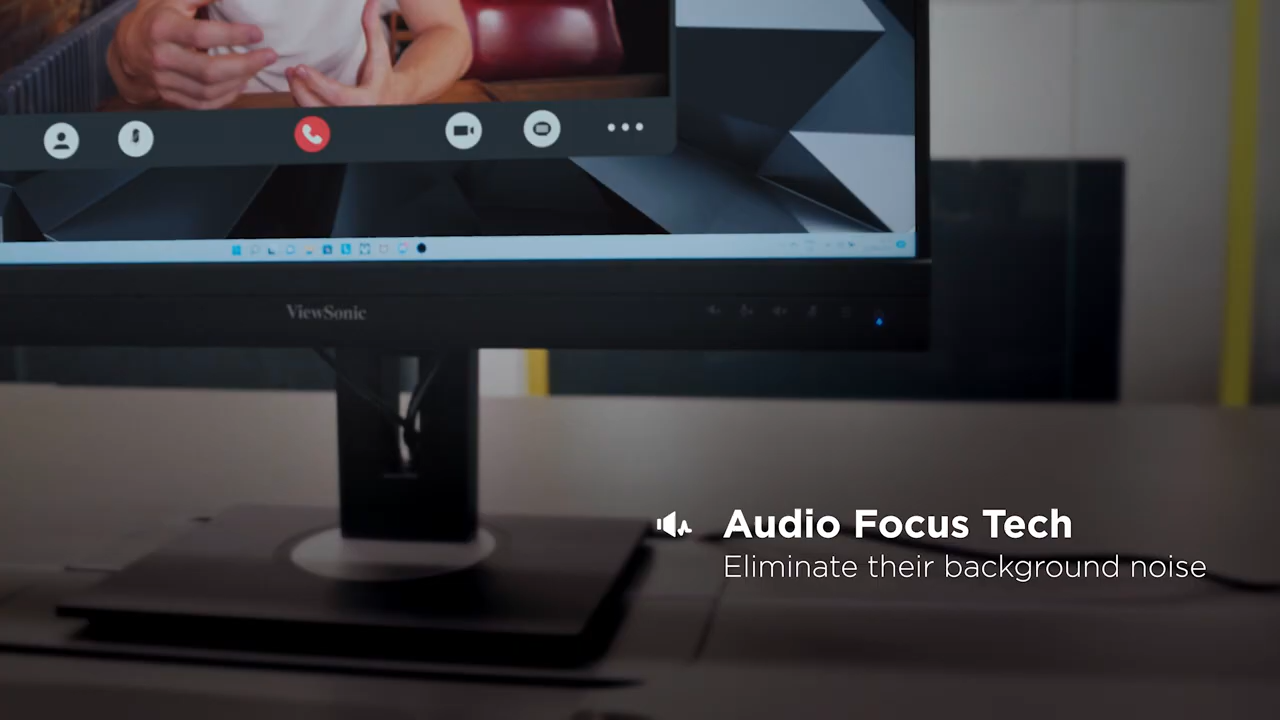 ViewSonic
Audio Focus Tech
Eliminate their background noise